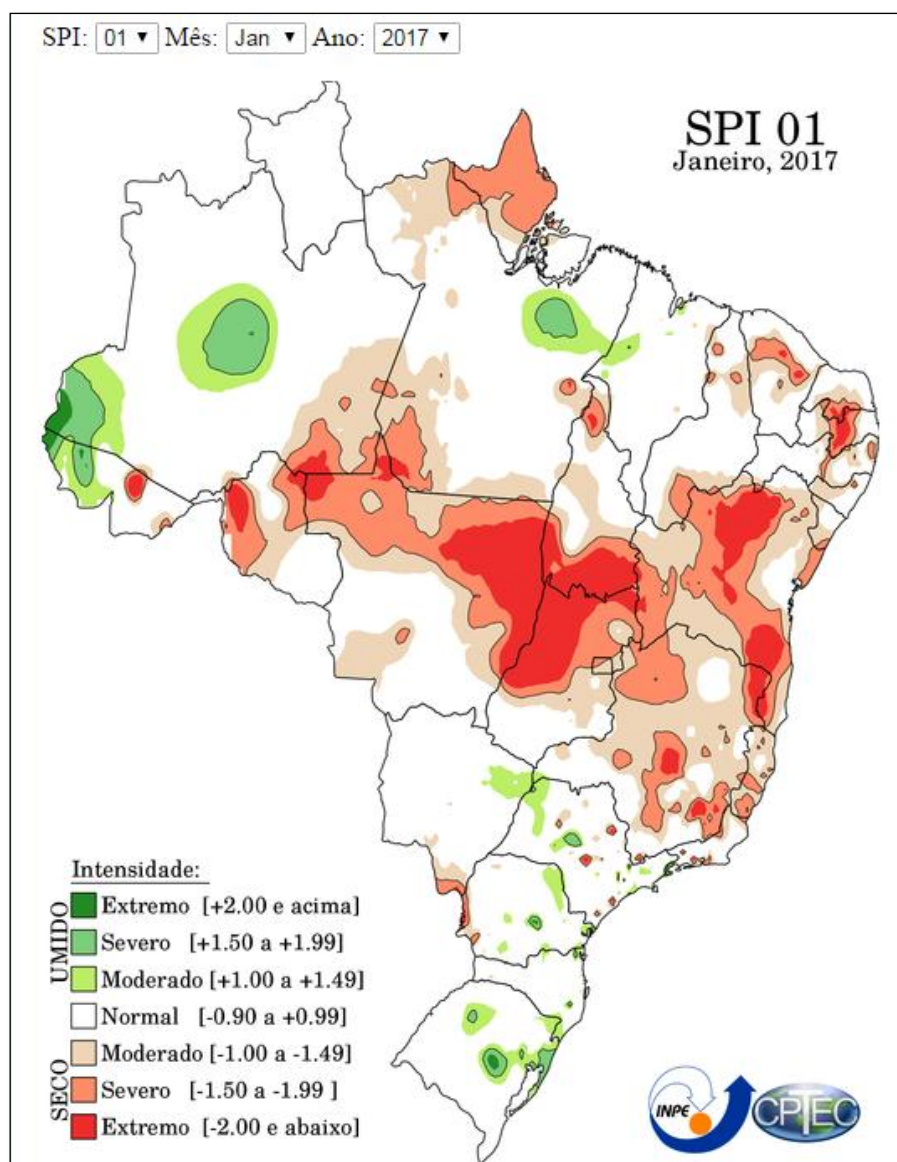 SPI: 01 Mês: Jan Ano: 2017
SPI 01
Janeiro, 2017
Intensidade:
UMIDO
Extremo [+2.00 e acima]
Severo [+1.50 a +1.99]
Moderado [+1.00 a +1.49]
Normal [-0.90 a +0.99]
SECO
Moderado [-1.00 a -1.49]
Severo [-1.50 a -1.99 ]
Extremo [-2.00 e abaixo]
INPE
CPTEC